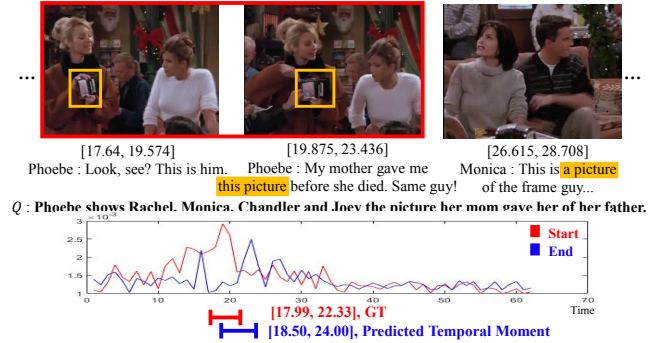 ... ...
[17.64, 19.574] [19.875, 23.436] [26.615, 28.708]
Phoebe : Look, see? This is him. Phoebe : My mother gave me Monica : This is a picture
this picture before she died. Same guy! of the frame guy...
Q : Phoebe shows Rachel, Monica, Chandler and Joey the picture her mom gave her of her father.
×10⁻³
3
2.5
2
1.5
1
Start
End
0 10 20 30 40 50 60 70
Time
[17.99, 22.33], GT
[18.50, 24.00], Predicted Temporal Moment